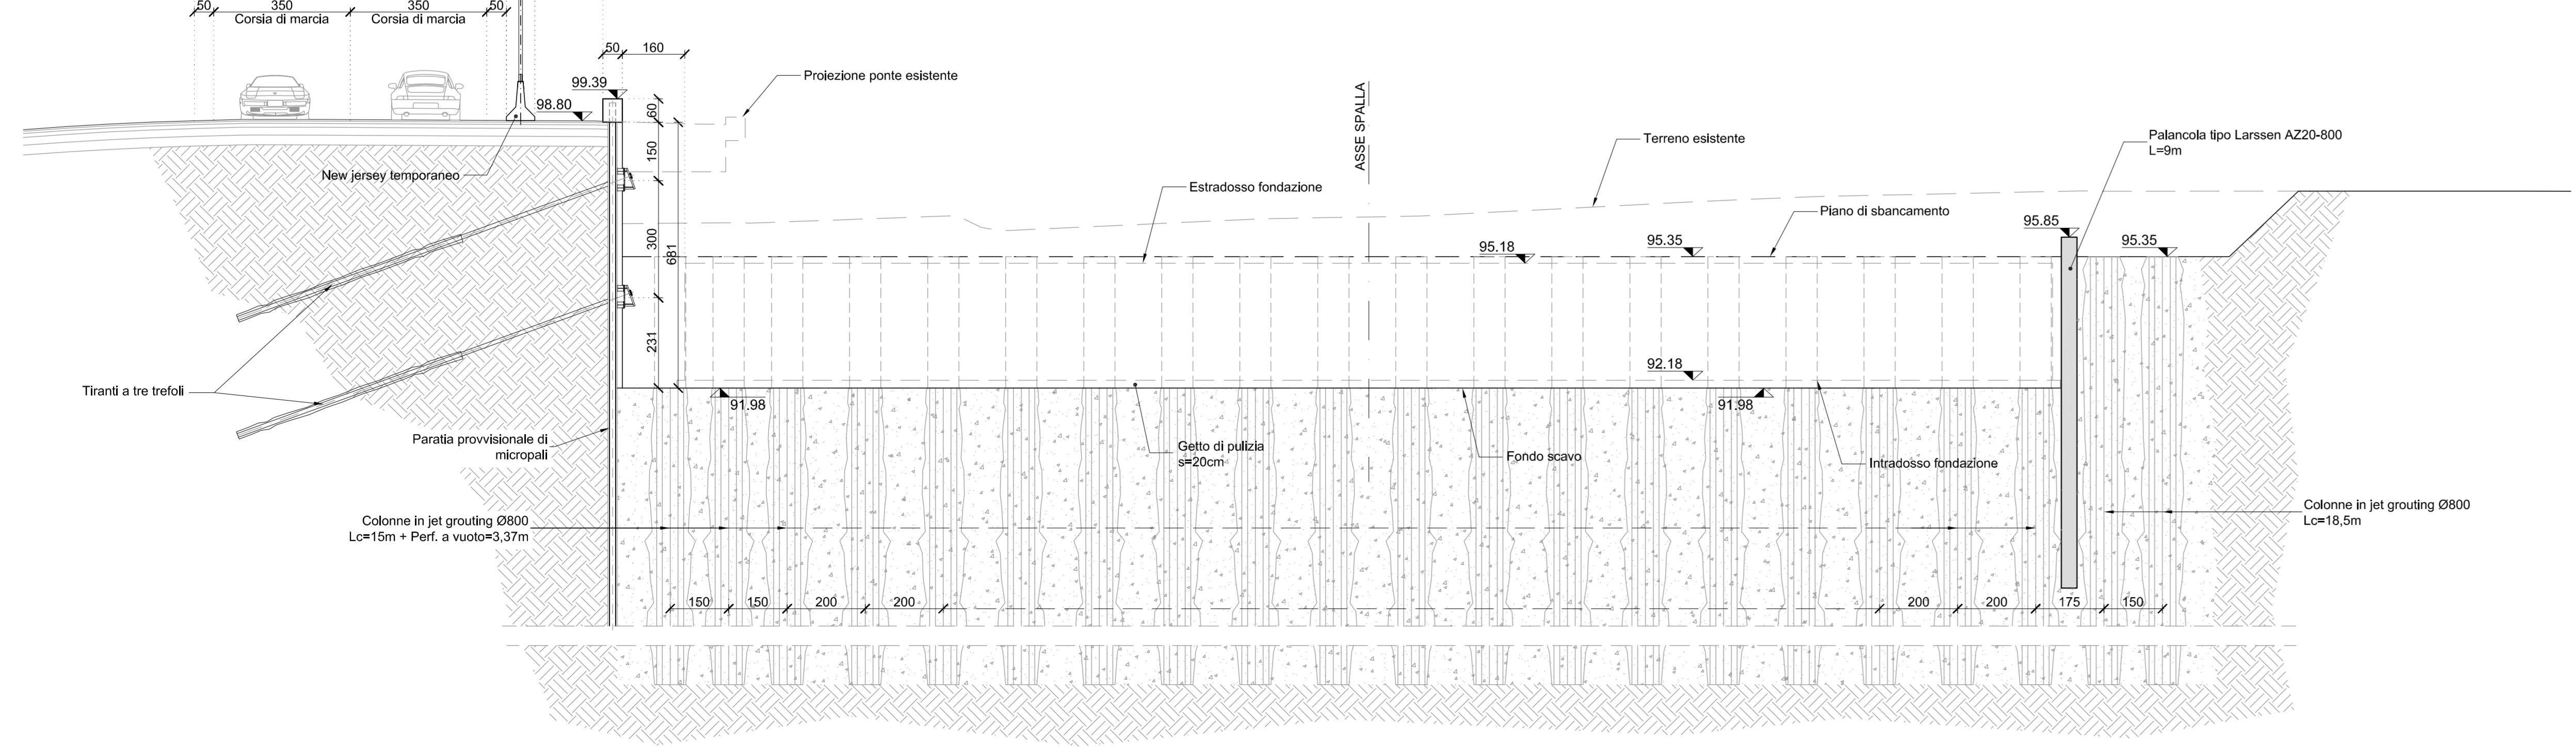 50
350
350
50
Corsia di marcia
Corsia di marcia
50
160
99.39
98.80
60
Proiezione ponte esistente
ASSE SPALLA
Terreno esistente
Palancola tipo Larssen AZ20-800
L=9m
150
New jersey temporaneo
Estradosso fondazione
Piano di sbancamento
95.85
300
681
95.18
95.35
95.35
231
92.18
Tiranti a tre trefoli
91.98
91.98
Paratia provvisionale di
micropali
Getto di pulizia
s=20cm
Fondo scavo
Intradosso fondazione
Colonne in jet grouting Ø800
Lc=15m + Perf. a vuoto=3,37m
Colonne in jet grouting Ø800
Lc=18,5m
150
150
200
200
200
200
175
150